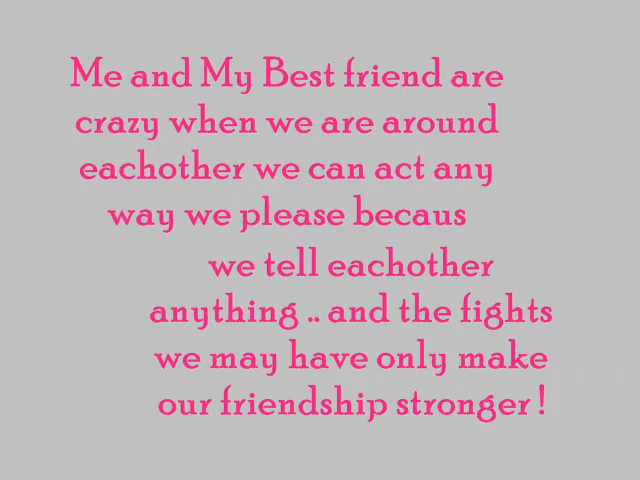 Me and My Best friend are
crazy when we are around
eachother we can act any
way we please becaus
we tell eachother
anything .. and the fights
we may have only make
our friendship stronger !